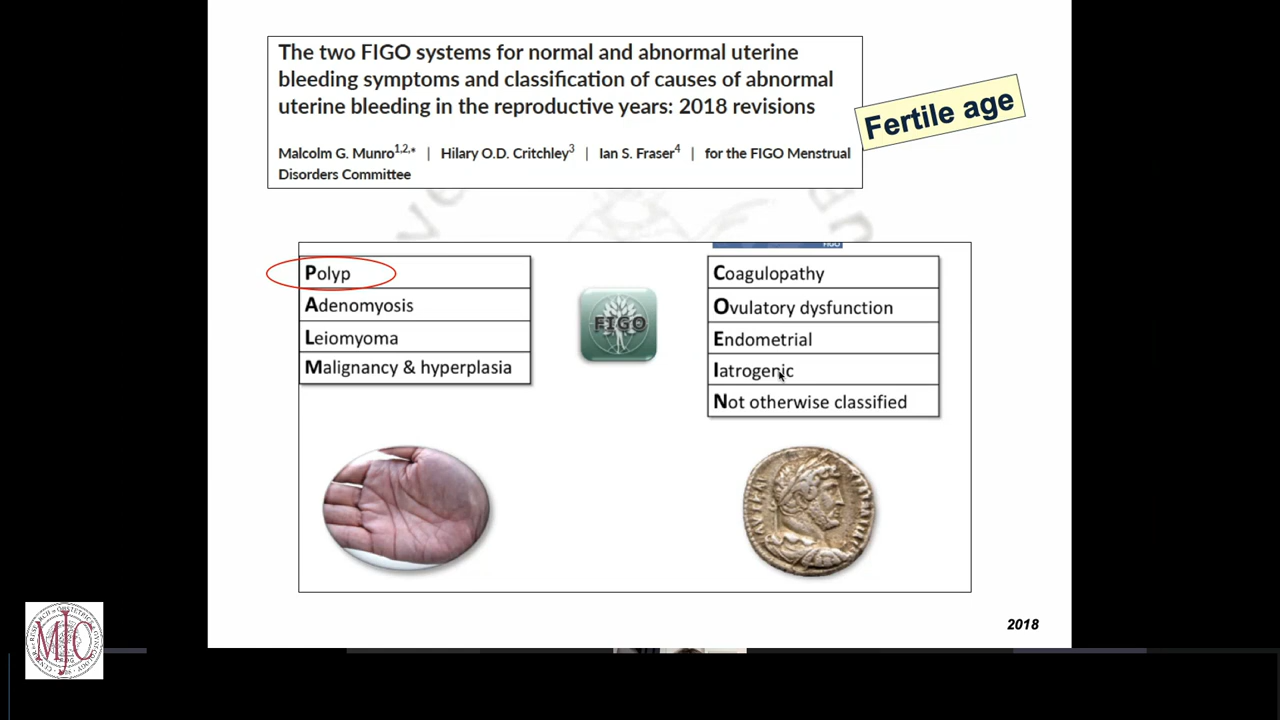 The two FIGO systems for normal and abnormal uterine
bleeding symptoms and classification of causes of abnormal
uterine bleeding in the reproductive years: 2018 revisions
Fertile age
Malcolm G. Munro1,2,* | Hilary O.D. Critchley3 | Ian S. Fraser4 | for the FIGO Menstrual
Disorders Committee
FIGO
Polyp
Adenomyosis
Leiomyoma
Malignancy & hyperplasia
FIGO
Coagulopathy
Ovulatory dysfunction
Endometrial
Iatrogenic
Not otherwise classified
2018
MJC